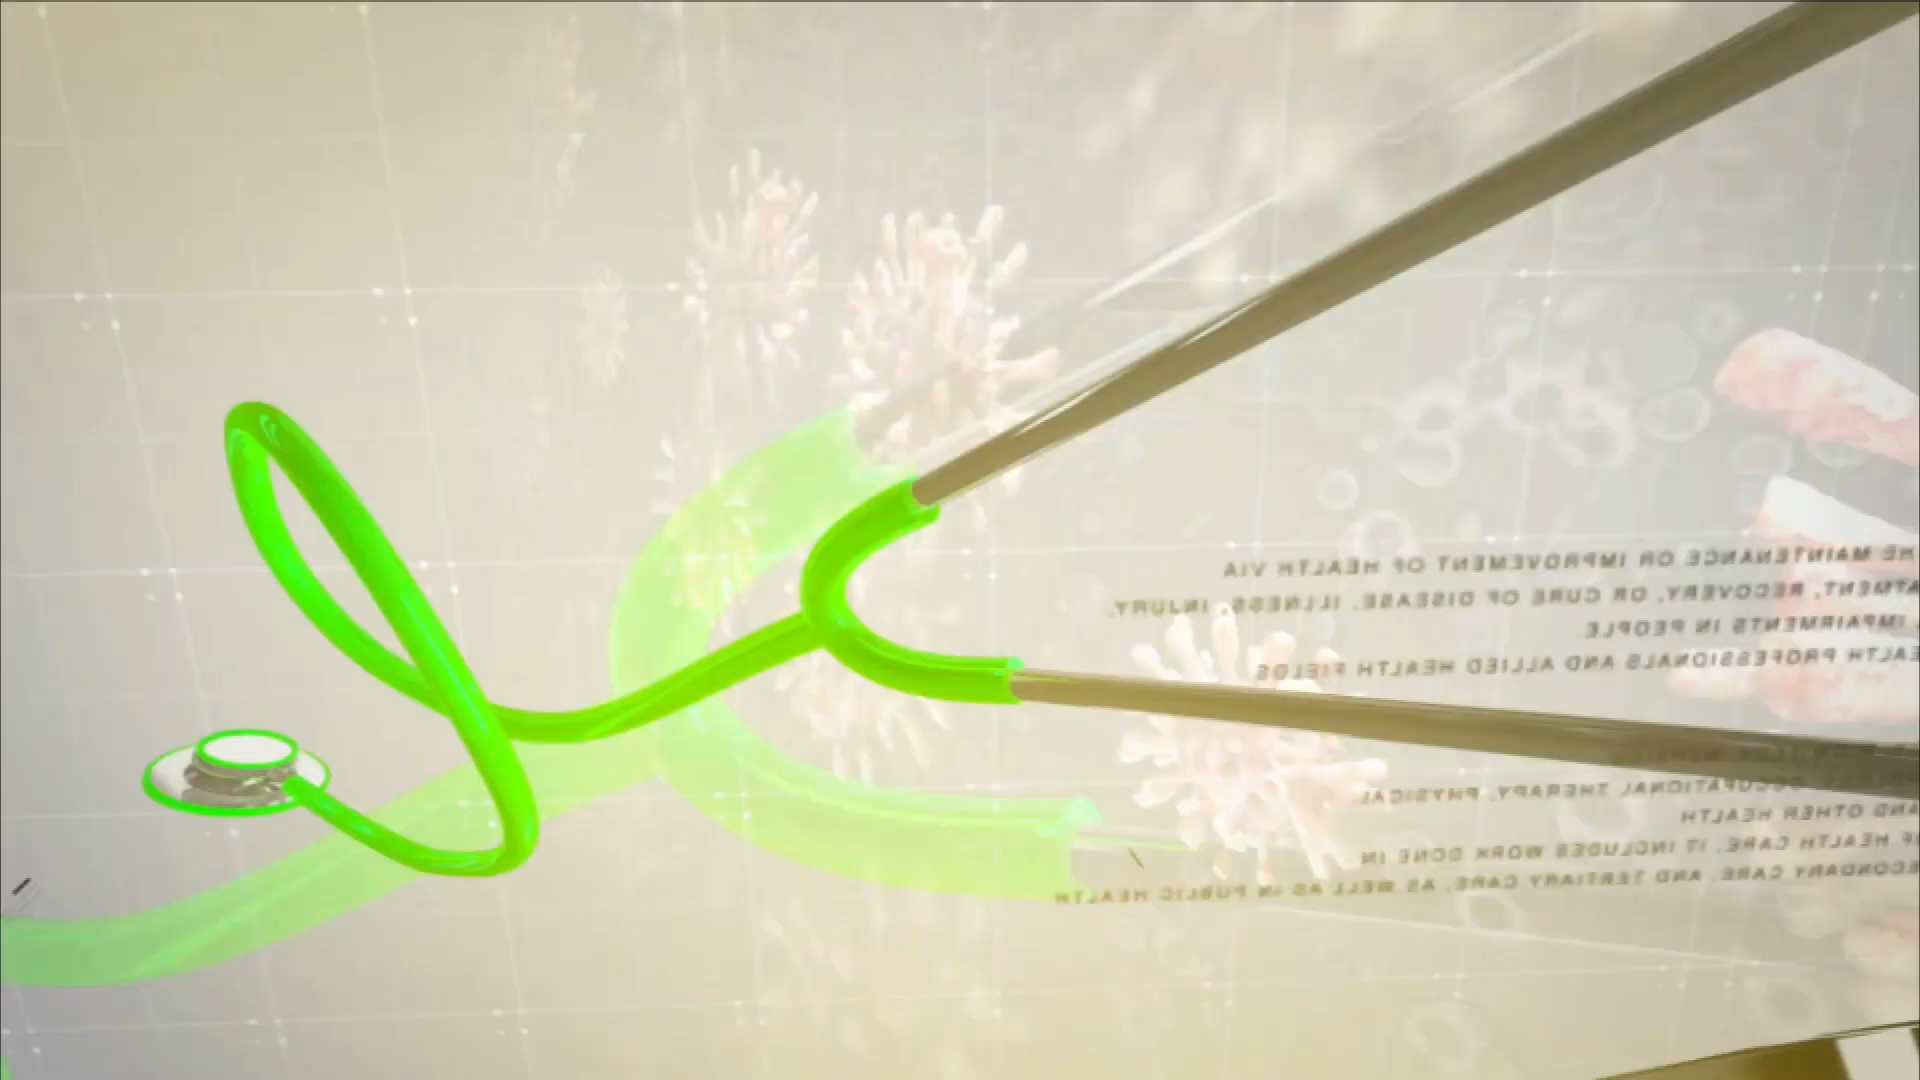 HE MAINTENANCE OR IMPROVEMENT OF HEALTH VIA
ATMENT, RECOVERY, OR CURE OF DISEASE, ILLNESS, INJURY,
IMPAIRMENTS IN PEOPLE.
EALTH PROFESSIONALS AND ALLIED HEALTH FIELDS
OCCUPATIONAL THERAPY, PHYSICAL
AND OTHER HEALTH
F HEALTH CARE. IT INCLUDES WORK DONE IN
ECONDARY CARE, AND TERTIARY CARE, AS WELL AS IN PUBLIC HEALTH